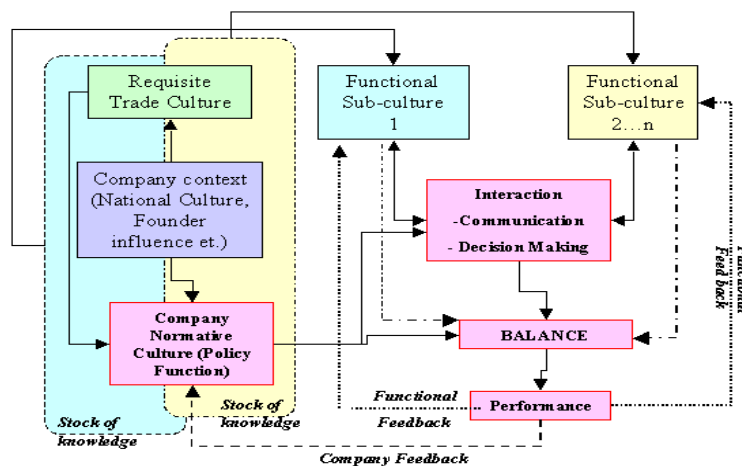 Requisite
Trade Culture
Functional
Sub-culture
1
Functional
Sub-culture
2...n
Company context
(National Culture,
Founder
influence et.)
Interaction
-Communication
- Decision Making
Company
Normative
Culture (Policy
Function)
BALANCE
Performance
Functional
Feedback
Functional
Feedback
Stock of
knowledge
Stock of
knowledge
Company Feedback